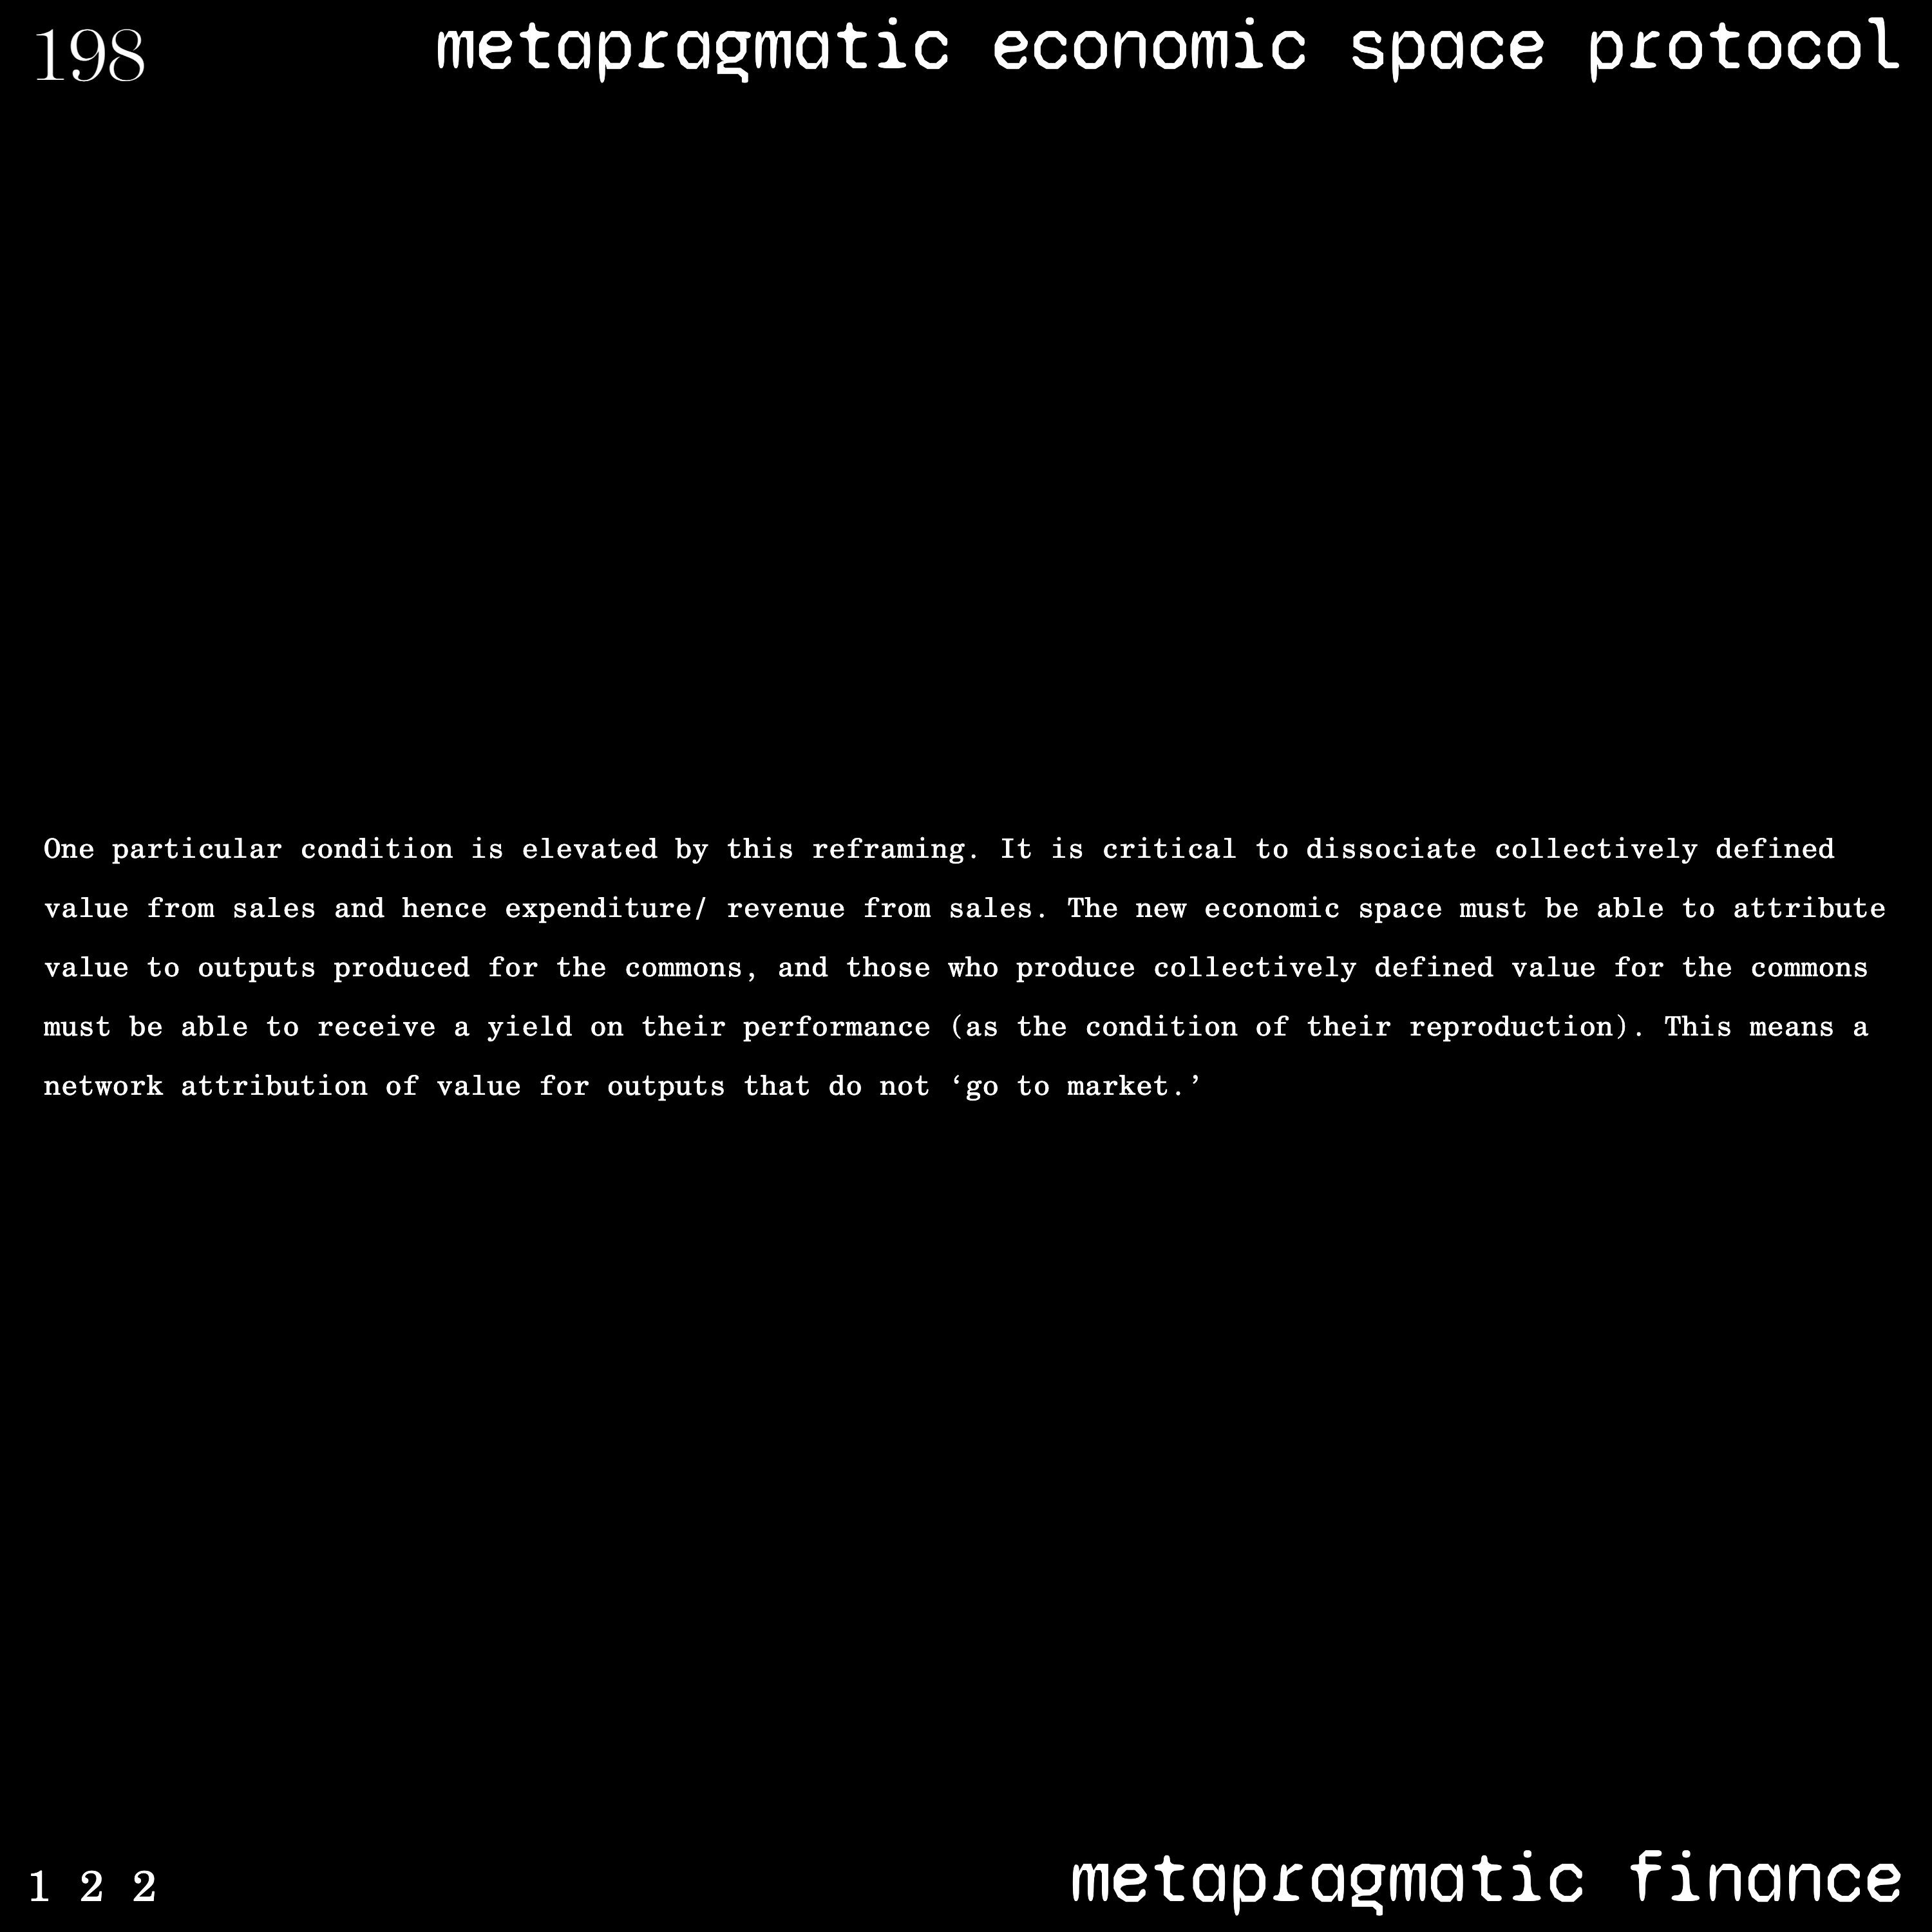 198
metapragmatic economic space protocol
One particular condition is elevated by this reframing. It is critical to dissociate collectively defined
value from sales and hence expenditure/ revenue from sales. The new economic space must be able to attribute
value to outputs produced for the commons, and those who produce collectively defined value for the commons
must be able to receive a yield on their performance (as the condition of their reproduction). This means a
network attribution of value for outputs that do not ‘go to market.’
1 2 2
metapragmatic finance